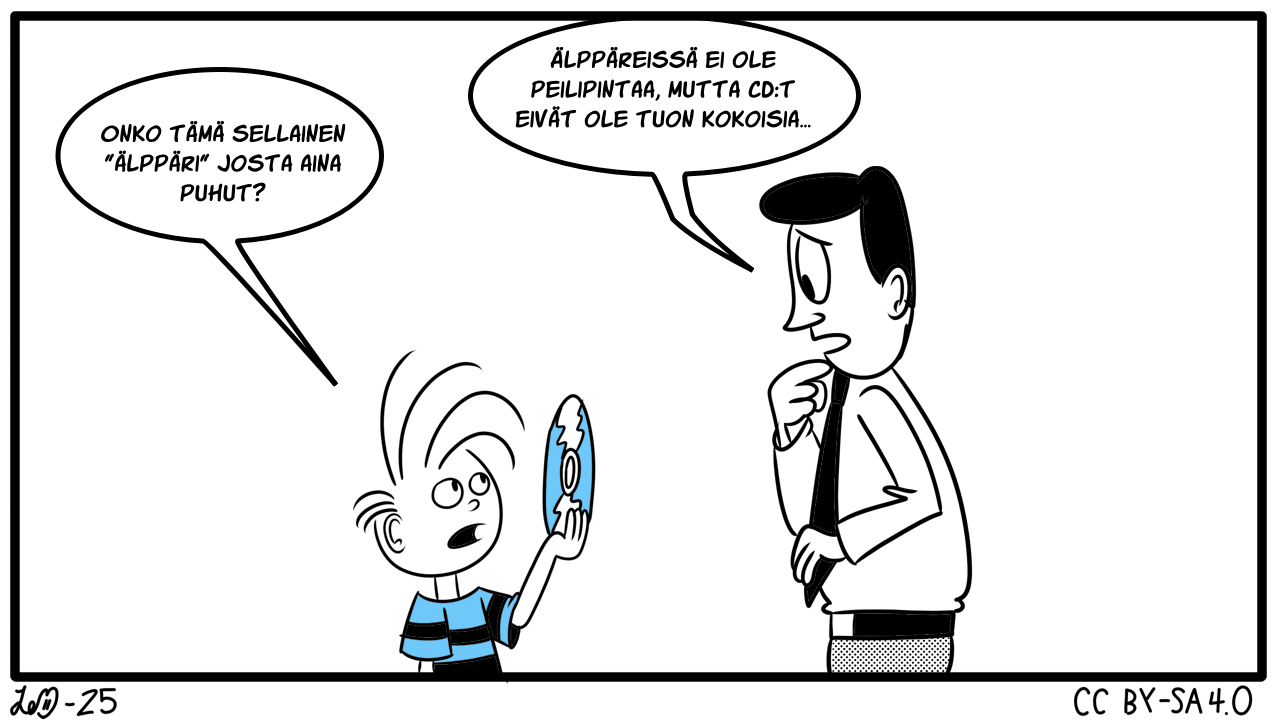 ONKO TÄMÄ SELLAINEN
"ÄLPPÄRI" JOSTA AINA
PUHUT?
ÄLPPÄREISSÄ EI OLE
PEILIPINTAA, MUTTA CD:T
EIVÄT OLE TUON KOKOISIA...
-25
CC BY-SA 4.0